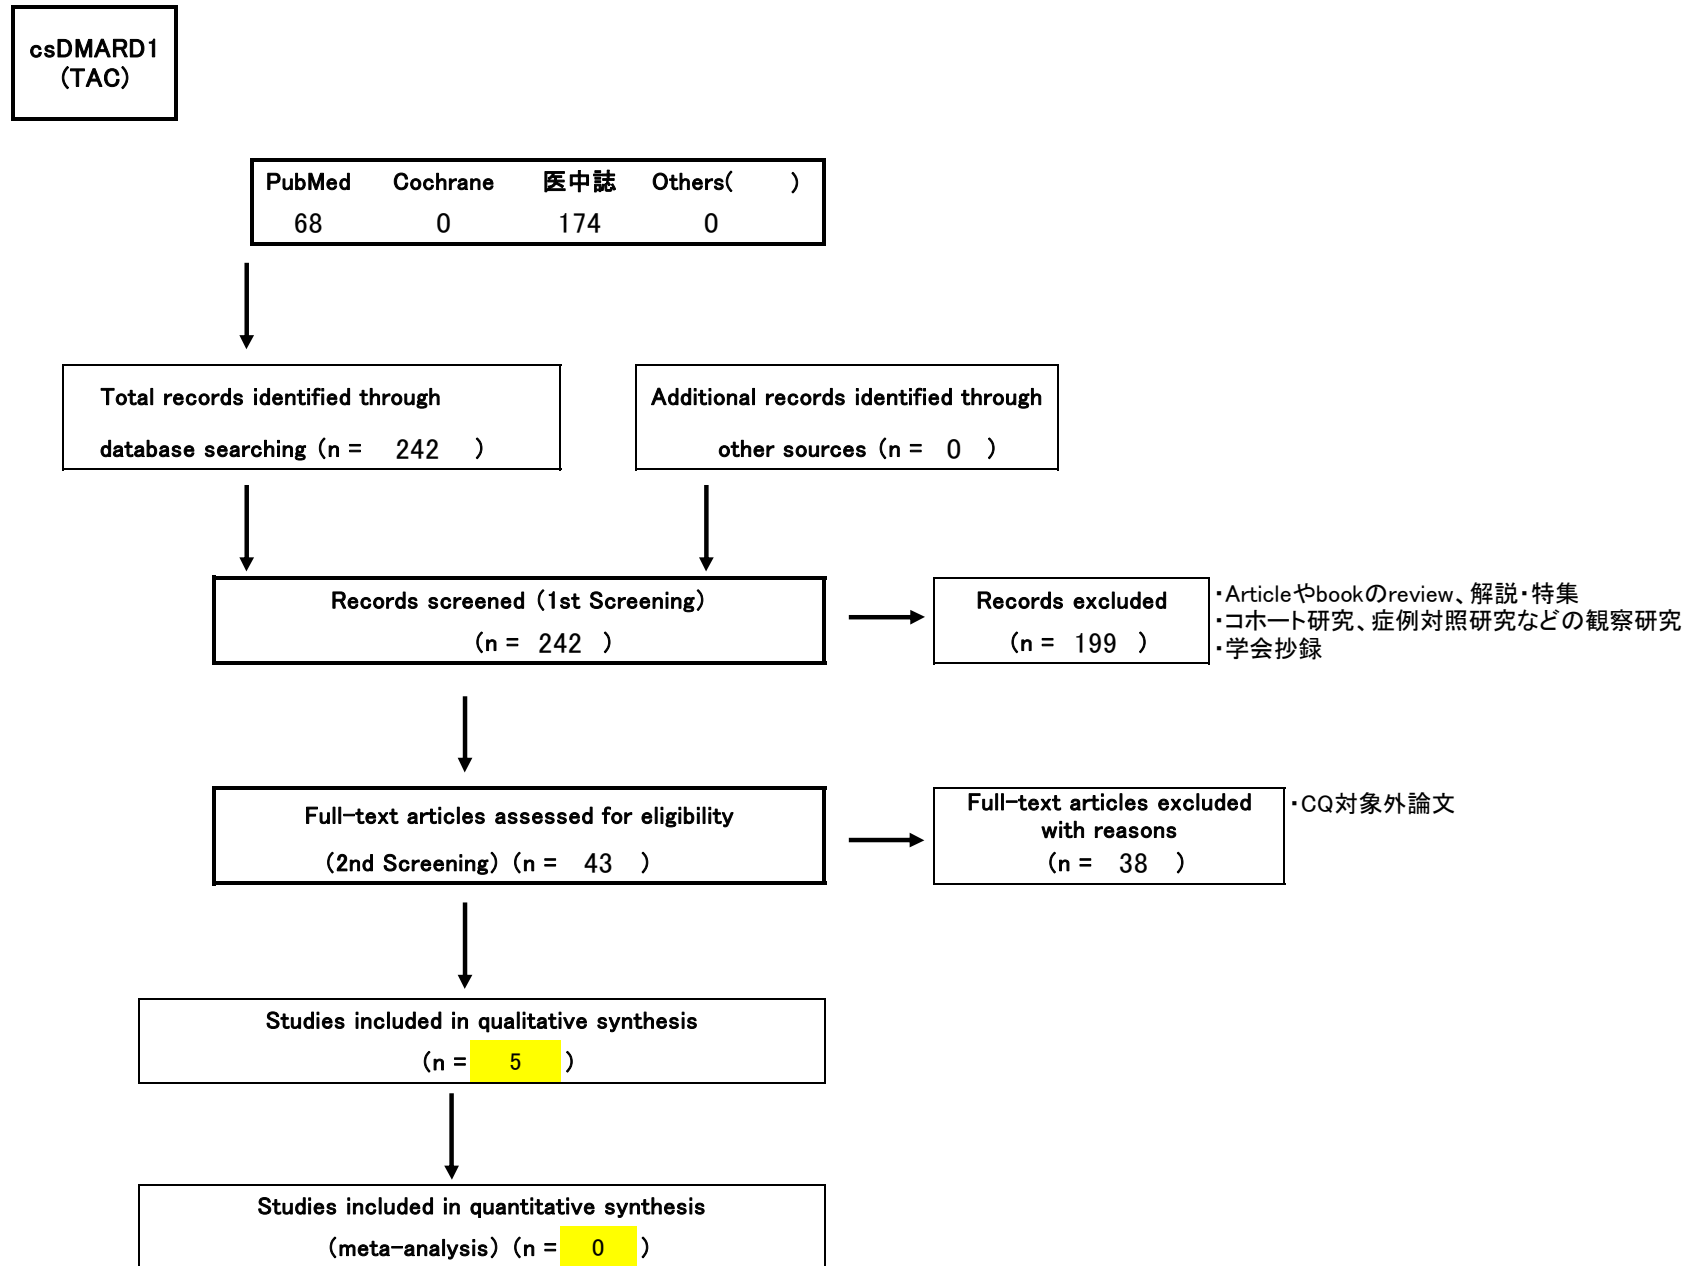 csDMARD1
(TAC)
PubMed Cochrane 医中誌 Others( )
68 0 174 0
Total records identified through
database searching (n = 242 )
Additional records identified through
other sources (n = 0 )
Records screened (1st Screening)
(n = 242 )
Records excluded
(n = 199 )
・Articleやbookのreview、解説・特集
・コホート研究、症例対照研究などの観察研究
・学会抄録
Full-text articles assessed for eligibility
(2nd Screening) (n = 43 )
Full-text articles excluded
with reasons
(n = 38 )
・CQ対象外論文
Studies included in qualitative synthesis
(n = 5 )
Studies included in quantitative synthesis
(meta-analysis) (n = 0 )